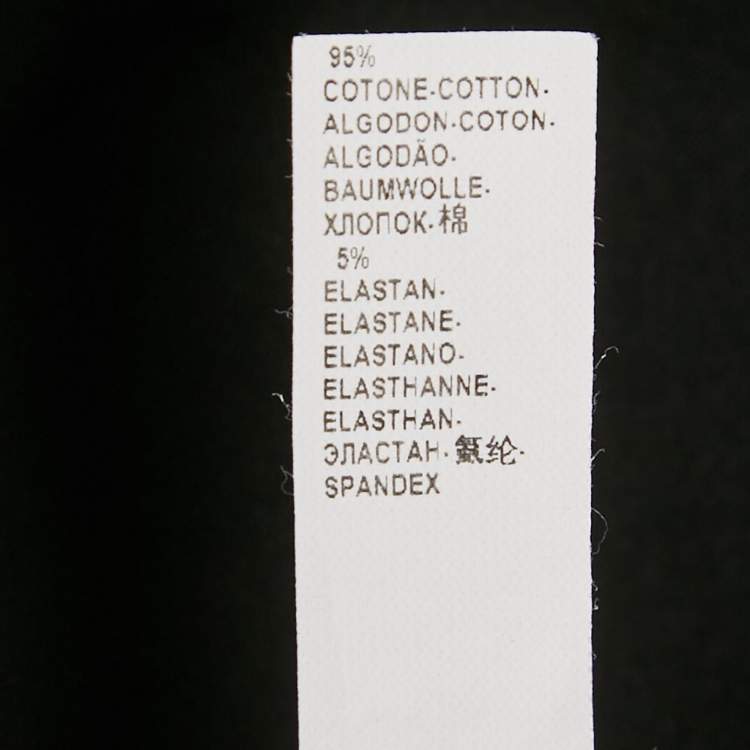 95%
COTONE-COTTON-
ALGODON-COTON-
ALGODÃO-
BAUMWOLLE-
ХЛОПОК-棉
5%
ELASTAN-
ELASTANE-
ELASTANO-
ELASTHANNE-
ELASTHAN-
ЭЛАСТАН-氨纶-
SPANDEX